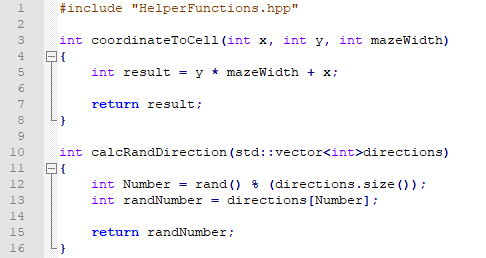 1 #include "HelperFunctions.hpp"
2
3 int coordinateToCell(int x, int y, int mazeWidth)
4 {
5 int result = y * mazeWidth + x;
6
7 return result;
8 }
9
10 int calcRandDirection(std::vector<int>directions)
11 {
12 int Number = rand() % (directions.size());
13 int randNumber = directions[Number];
14
15 return randNumber;
16 }